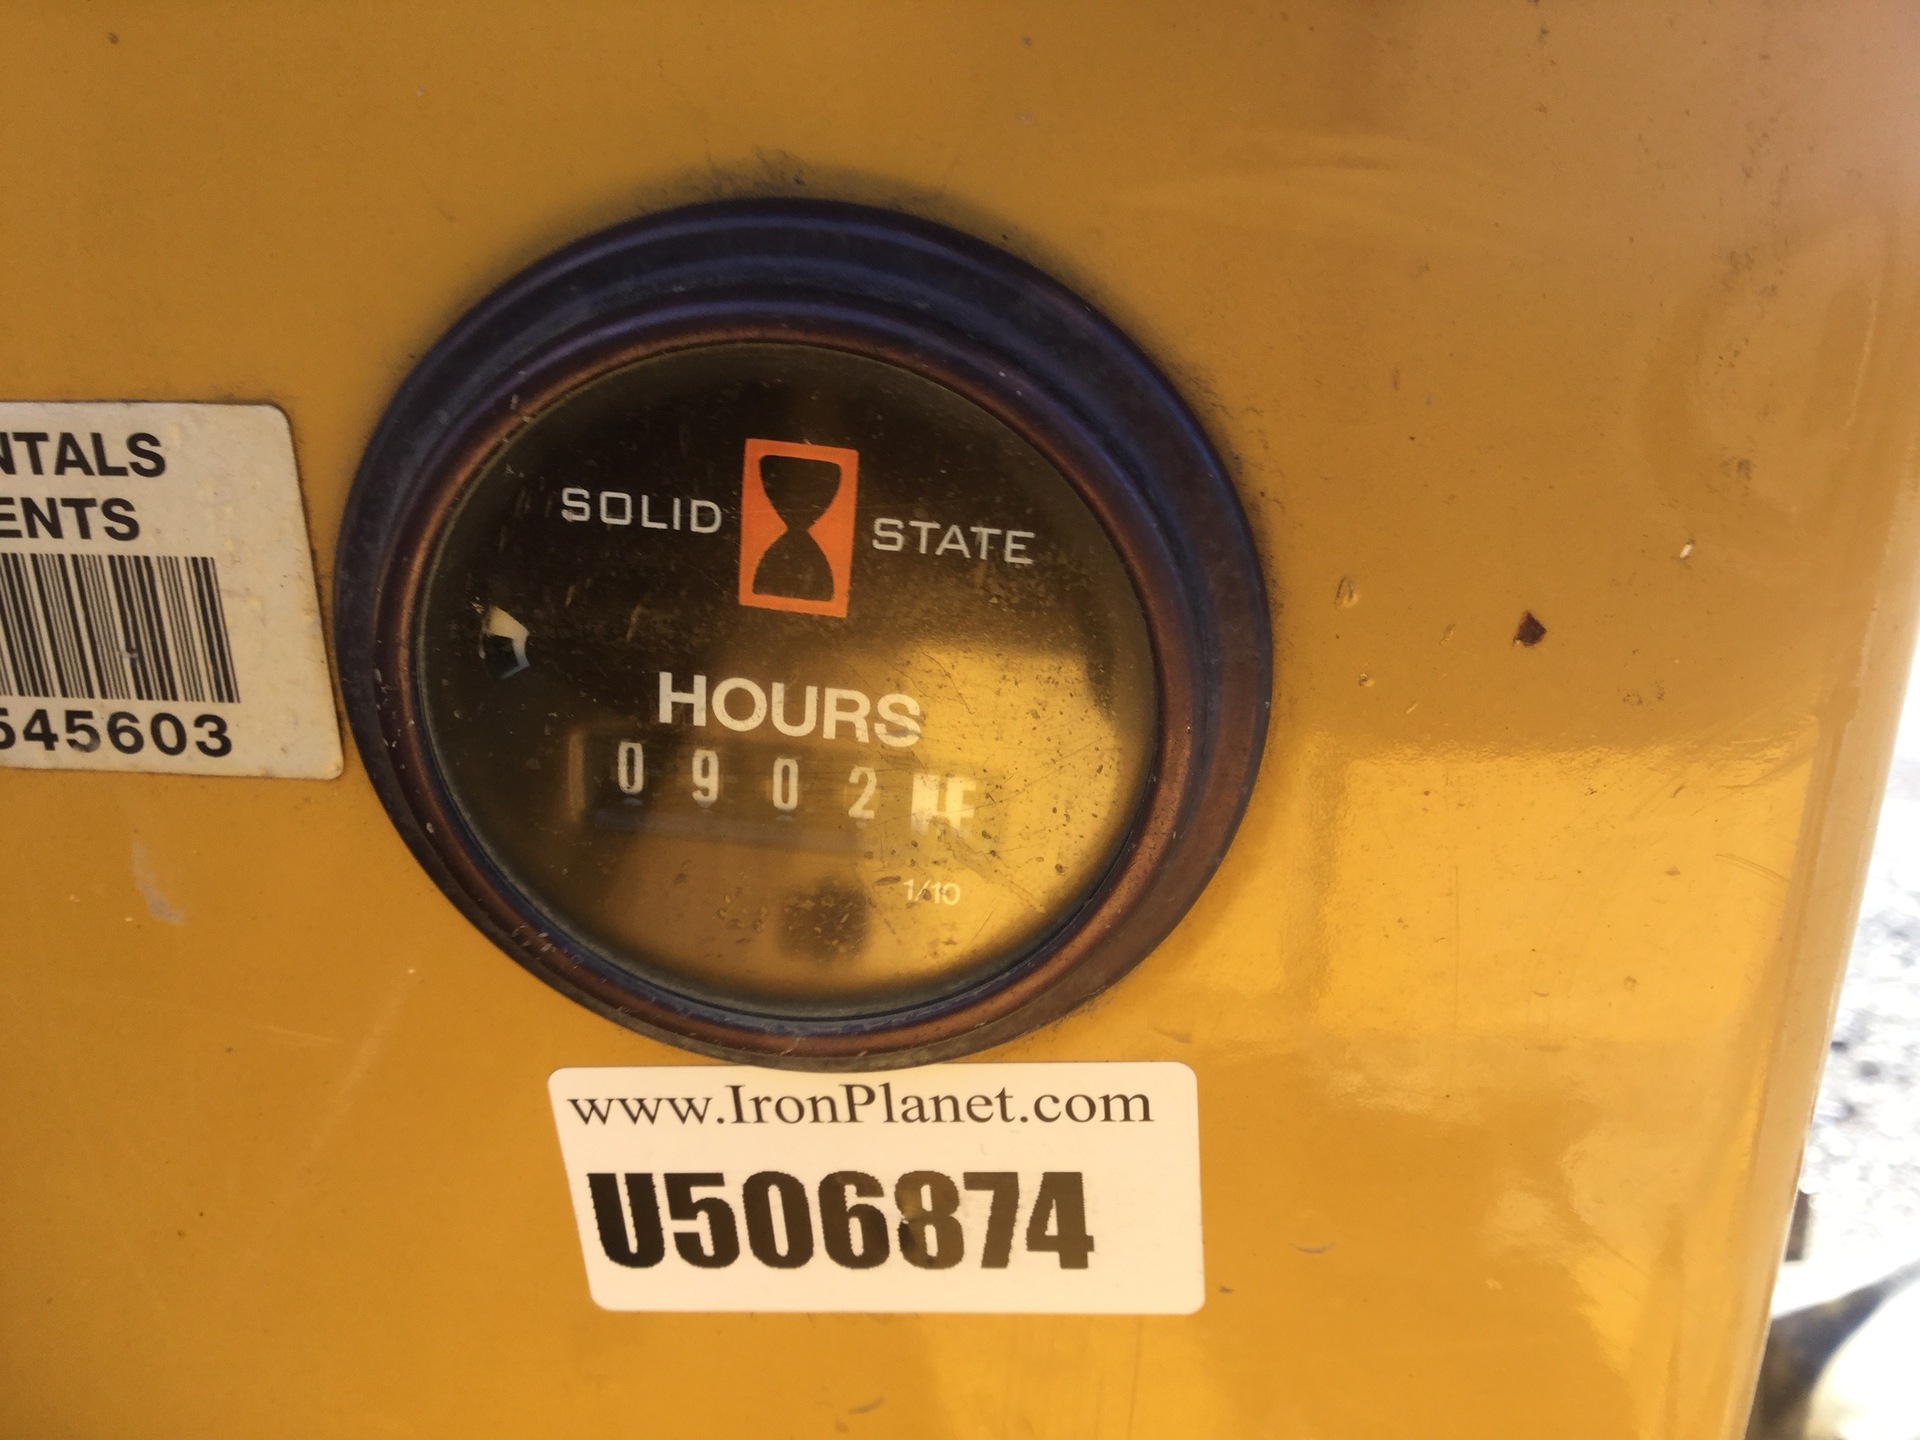 NTALS
ENTS
545603
SOLID STATE
HOURS
0902
1/10
www.IronPlanet.com
U506874